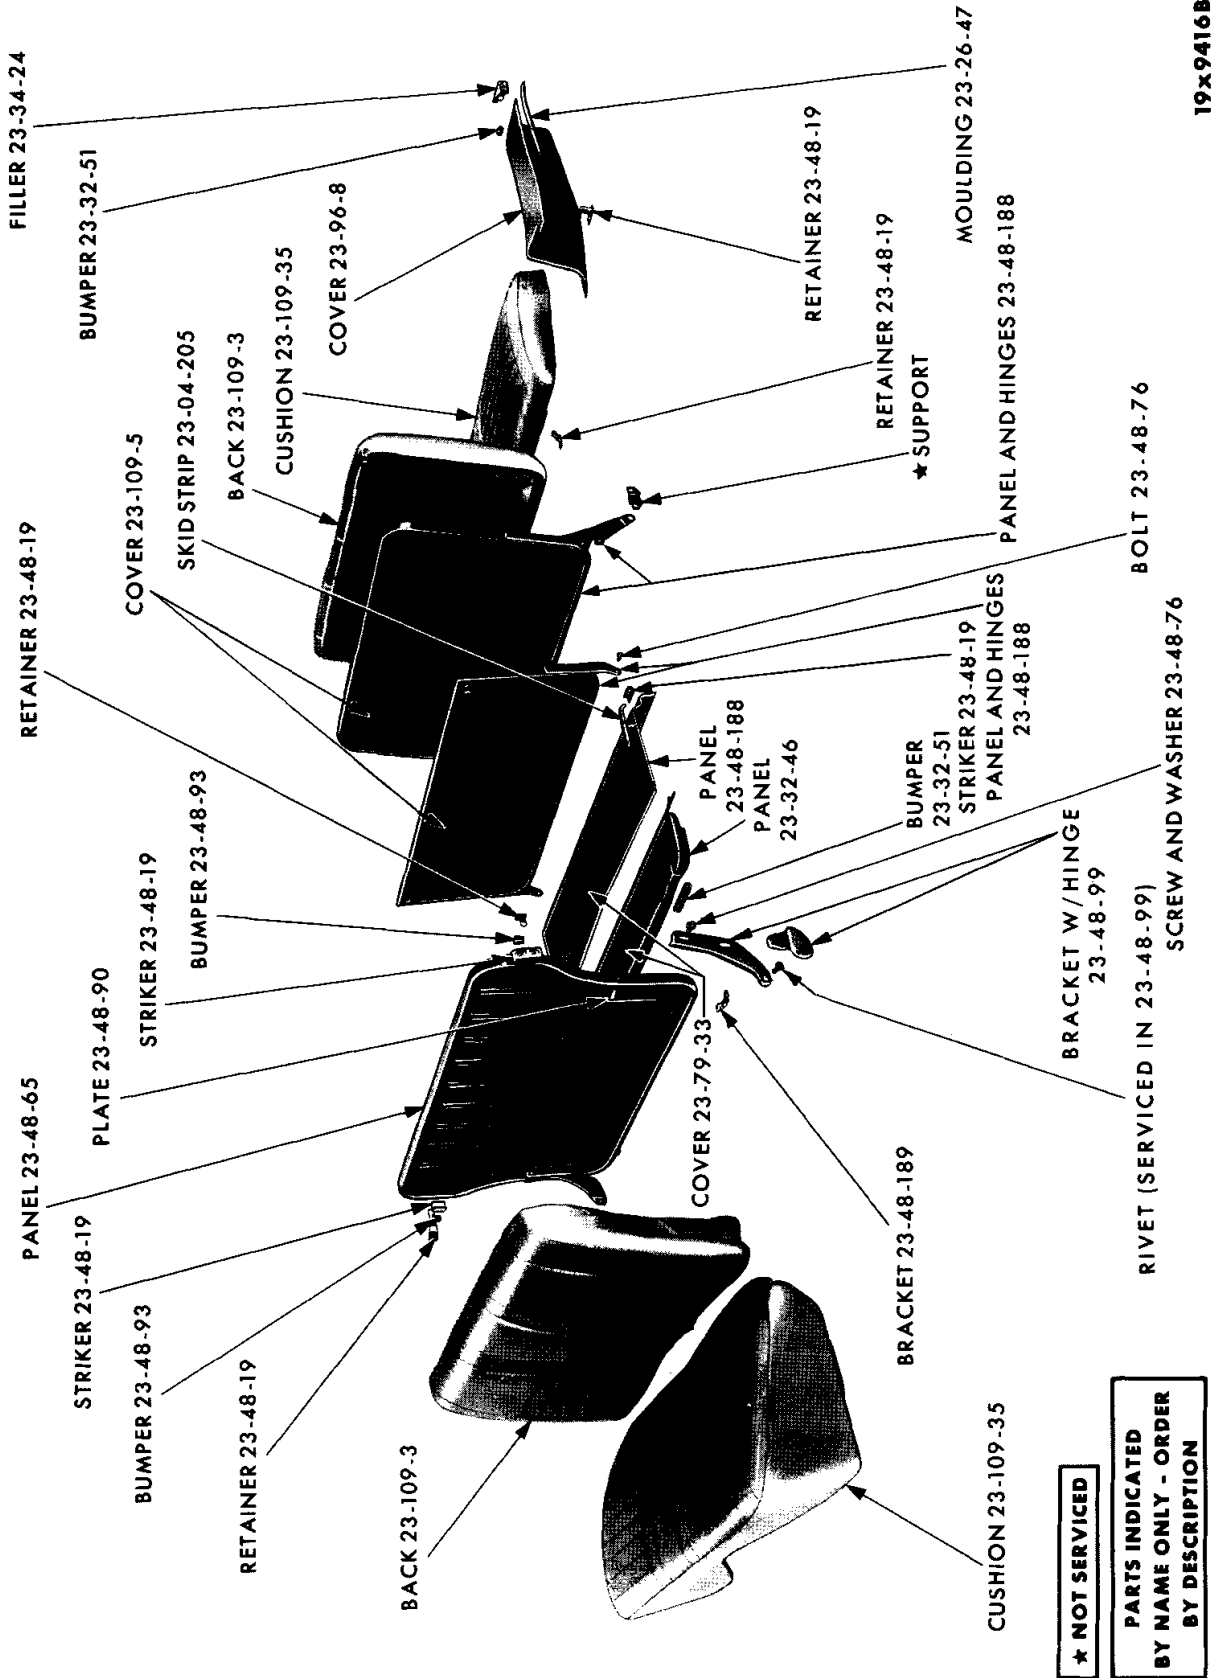 FILLER 23-34-24
BUMPER 23-32-51
COVER 23-96-8
CUSHION 23-109-35
BACK 23-109-3
SKID STRIP 23-04-205
COVER 23-109-5
RETAINER 23-48-19
BUMPER 23-48-93
STRIKER 23-48-19
PLATE 23-48-90
PANEL 23-48-65
STRIKER 23-48-19
BUMPER 23-48-93
RETAINER 23-48-19
BACK 23-109-3
CUSHION 23-109-35
BRACKET 23-48-189
COVER 23-79-33
RIVET (SERVICED IN 23-48-99)
BRACKET W/HINGE
23-48-99
SCREW AND WASHER 23-48-76
BUMPER
23-32-51
STRIKER 23-48-19
PANEL AND HINGES
23-48-188
PANEL
23-48-188
PANEL
23-32-46
BOLT 23-48-76
PANEL AND HINGES 23-48-188
★ SUPPORT
RETAINER 23-48-19
RETAINER 23-48-19
MOULDING 23-26-47
★ NOT SERVICED
PARTS INDICATED
BY NAME ONLY - ORDER
BY DESCRIPTION
19x9416B